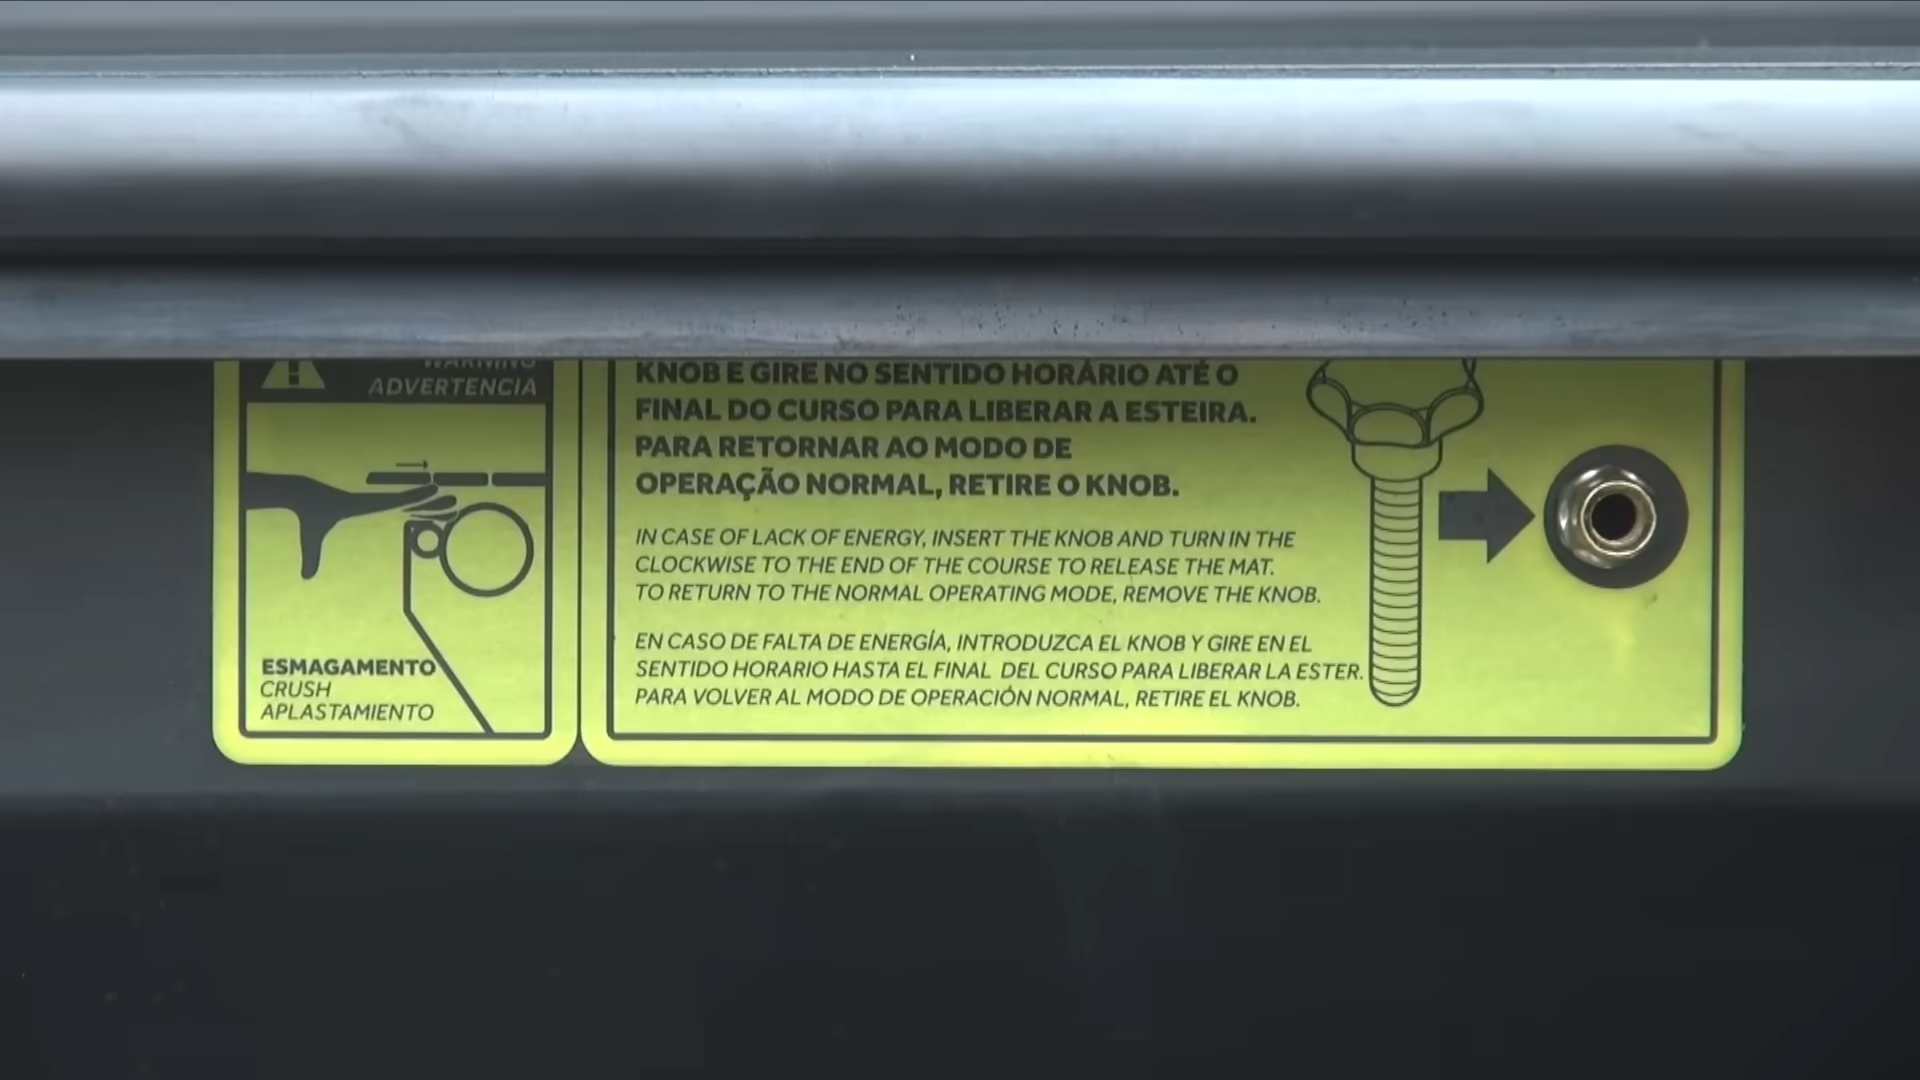 WARNING
ADVERTENCIA
ESMAGAMENTO
CRUSH
APLASTAMIENTO
KNOB E GIRE NO SENTIDO HORÁRIO ATÉ O
FINAL DO CURSO PARA LIBERAR A ESTEIRA.
PARA RETORNAR AO MODO DE
OPERAÇÃO NORMAL, RETIRE O KNOB.
IN CASE OF LACK OF ENERGY, INSERT THE KNOB AND TURN IN THE
CLOCKWISE TO THE END OF THE COURSE TO RELEASE THE MAT.
TO RETURN TO THE NORMAL OPERATING MODE, REMOVE THE KNOB.
EN CASO DE FALTA DE ENERGÍA, INTRODUZCA EL KNOB Y GIRE EN EL
SENTIDO HORARIO HASTA EL FINAL DEL CURSO PARA LIBERAR LA ESTER.
PARA VOLVER AL MODO DE OPERACIÓN NORMAL, RETIRE EL KNOB.